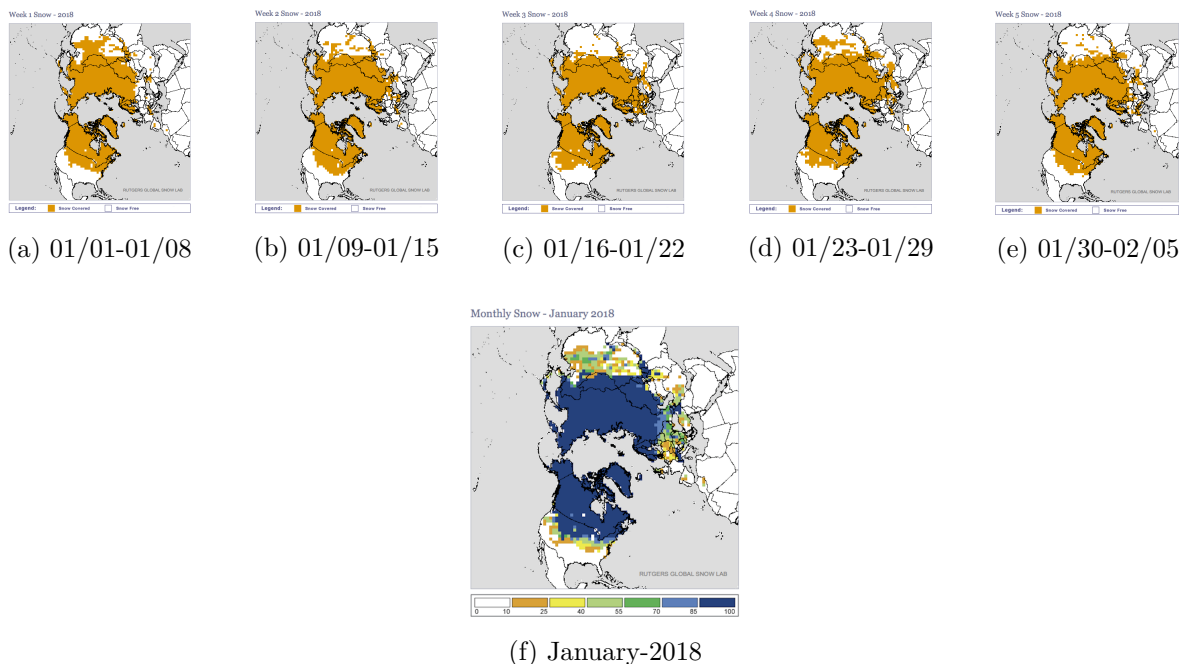 Week 1 Snow - 2018
Week 2 Snow - 2018
Week 3 Snow - 2018
Week 4 Snow - 2018
Week 5 Snow - 2018
RUTGERS GLOBAL SNOW LAB
RUTGERS GLOBAL SNOW LAB
RUTGERS GLOBAL SNOW LAB
RUTGERS GLOBAL SNOW LAB
RUTGERS GLOBAL SNOW LAB
Legend: Snow Covered Snow Free
Legend: Snow Covered Snow Free
Legend: Snow Covered Snow Free
Legend: Snow Covered Snow Free
Legend: Snow Covered Snow Free
(a) 01/01-01/08
(b) 01/09-01/15
(c) 01/16-01/22
(d) 01/23-01/29
(e) 01/30-02/05
Monthly Snow - January 2018
RUTGERS GLOBAL SNOW LAB
0 10 25 40 55 70 85 100
(f) January-2018